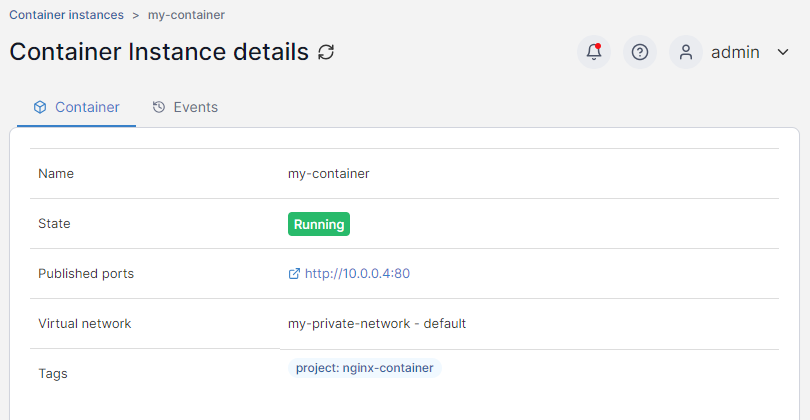 Container instances > my-container
Container Instance details
admin
Container
Events
Name my-container
State Running
Published ports http://10.0.0.4:80
Virtual network my-private-network - default
Tags project: nginx-container